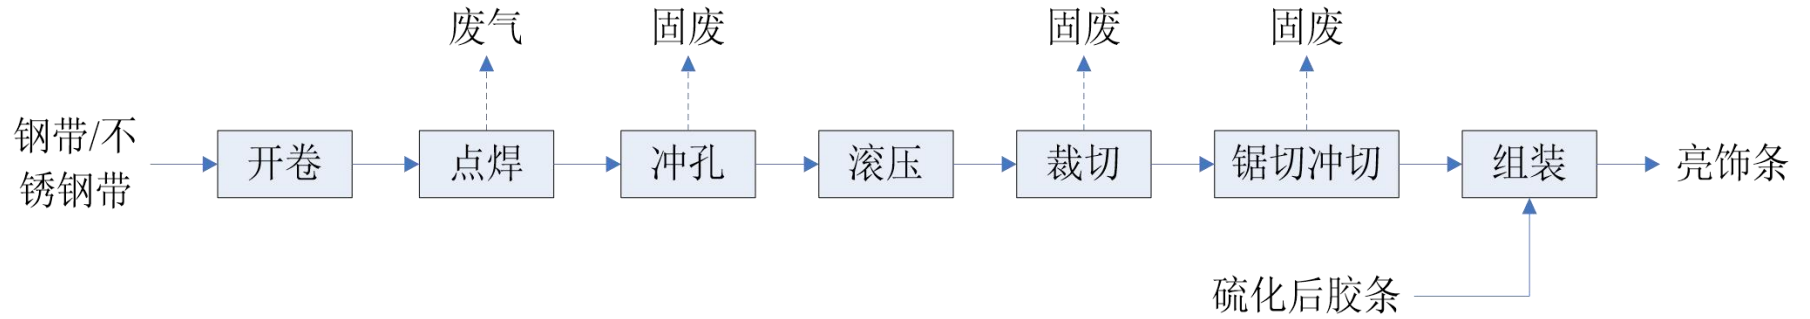 废气
固废
固废
固废
钢带/不
锈钢带
开卷
点焊
冲孔
滚压
裁切
锯切冲切
组装
亮饰条
硫化后胶条